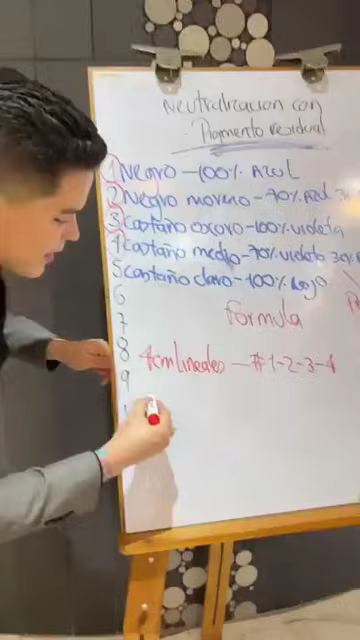 Neutralizacion con
Pigmento residual
1 Negro - 100% Azul
2 Negro moreno - 70% Azul 3
3 Castaño oscuro - 100% violeta
4 Castaño medio - 70% violeta 30%
5 castaño claro - 100% Rojo
6
7
formula
8
4cm lineales - #1-2-3-4
9